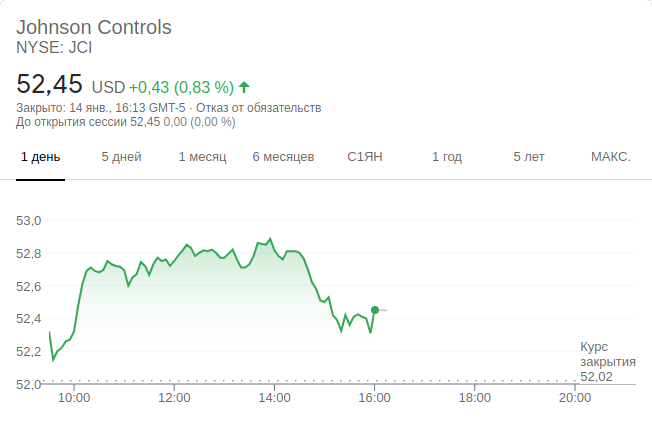 Johnson Controls
NYSE: JCI
52,45 USD +0,43 (0,83 %)
Закрыто: 14 янв., 16:13 GMT-5 · Отказ от обязательств
До открытия сессии 52,45 0,00 (0,00 %)
1 день 5 дней 1 месяц 6 месяцев С1ЯН 1 год 5 лет МАКС.
53,0
52,8
52,6
52,4
52,2
52,0
Курс
закрытия
52,02
10:00 12:00 14:00 16:00 18:00 20:00